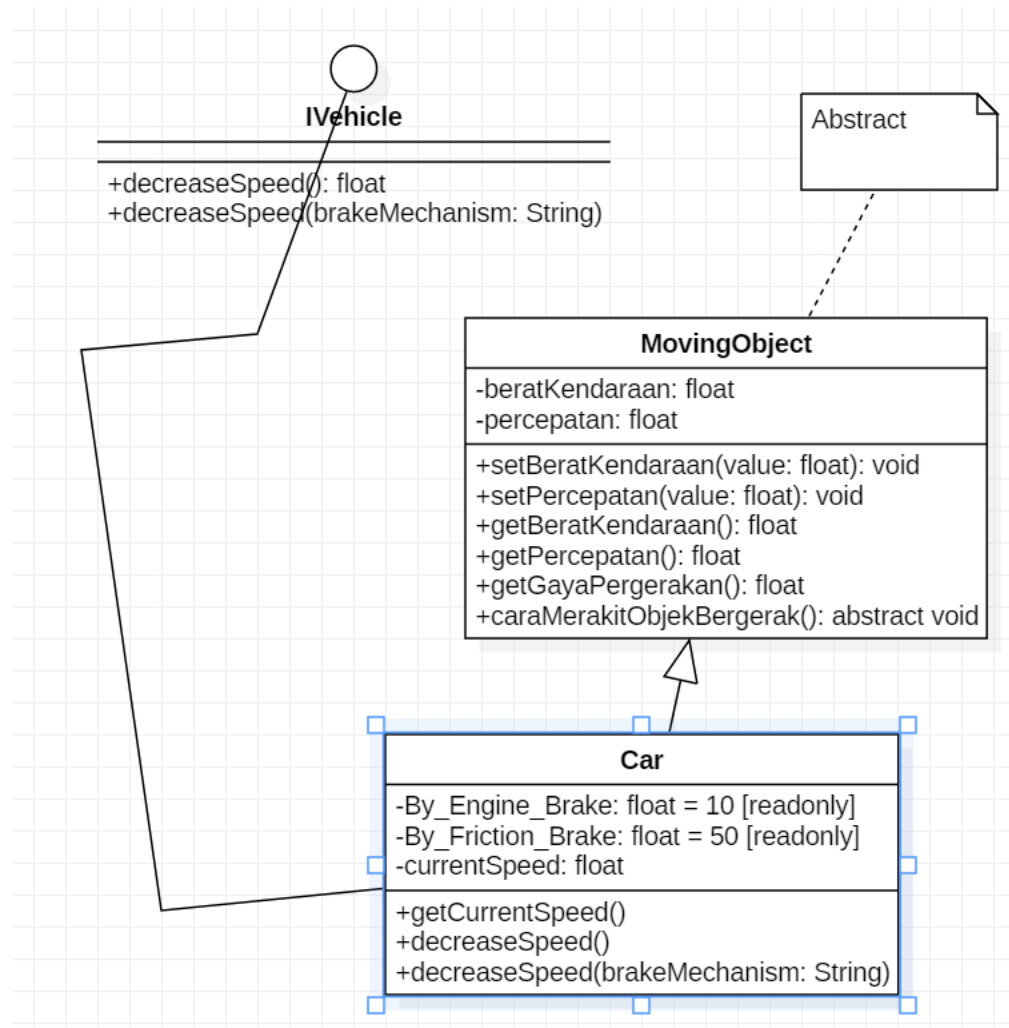 IVehicle
+decreaseSpeed(): float
+decreaseSpeed(brakeMechanism: String)
Abstract
MovingObject
-beratKendaraan: float
-percepatan: float
+setBeratKendaraan(value: float): void
+setPercepatan(value: float): void
+getBeratKendaraan(): float
+getPercepatan(): float
+getGayaPergerakan(): float
+caraMerakitObjekBergerak(): abstract void
Car
-By_Engine_Brake: float = 10 [readonly]
-By_Friction_Brake: float = 50 [readonly]
-currentSpeed: float
+getCurrentSpeed()
+decreaseSpeed()
+decreaseSpeed(brakeMechanism: String)